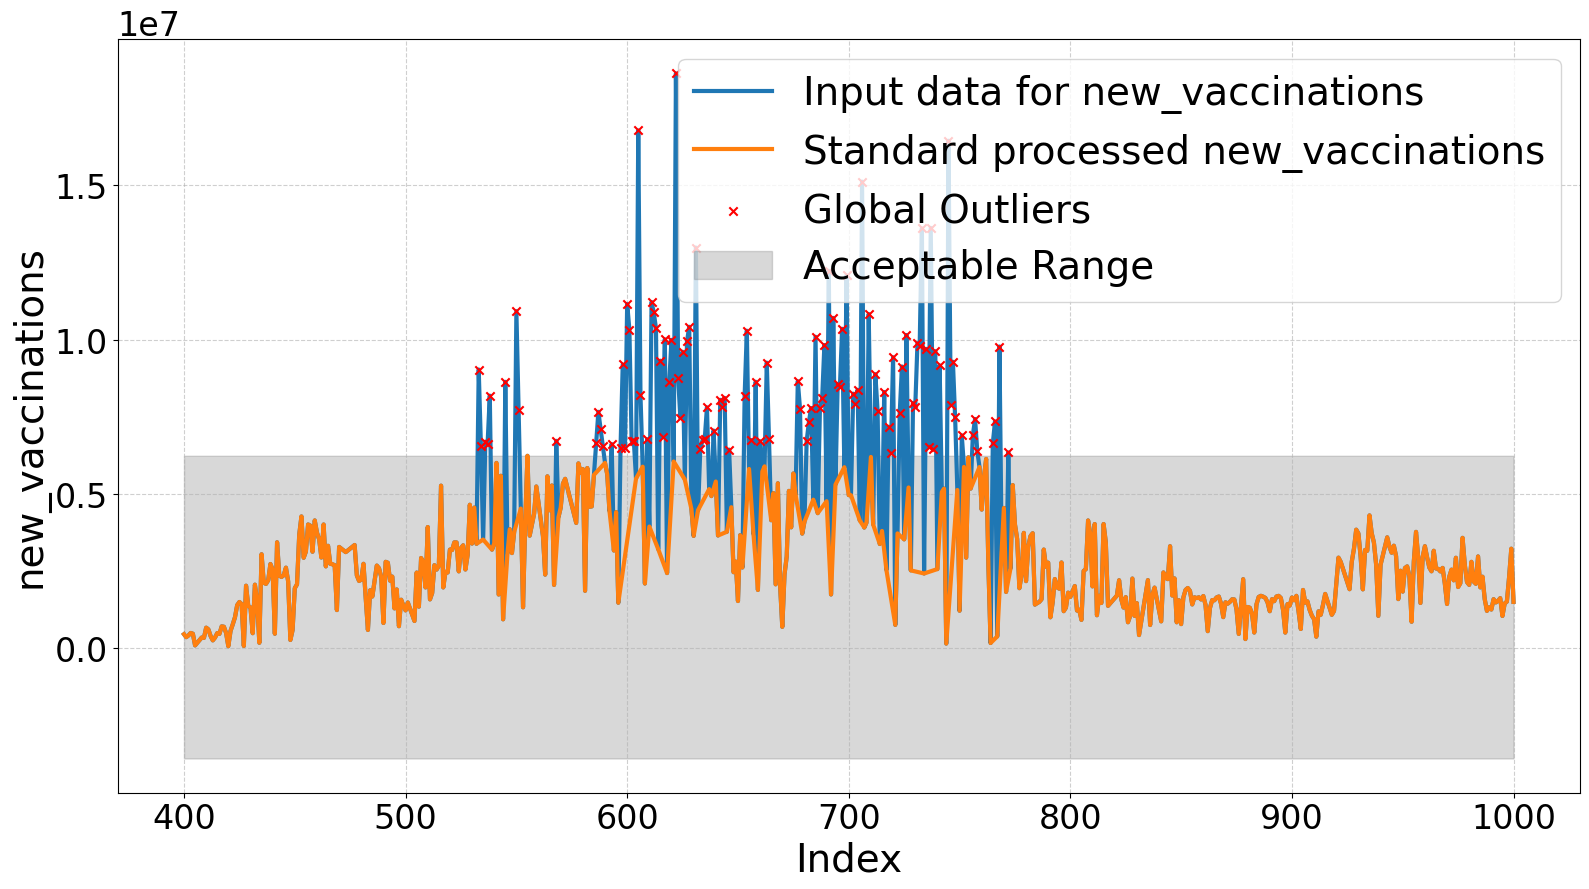 1e7
new_vaccinations
1.5
1.0
0.5
0.0
Input data for new_vaccinations
Standard processed new_vaccinations
Global Outliers
Acceptable Range
400 500 600 700 800 900 1000
Index